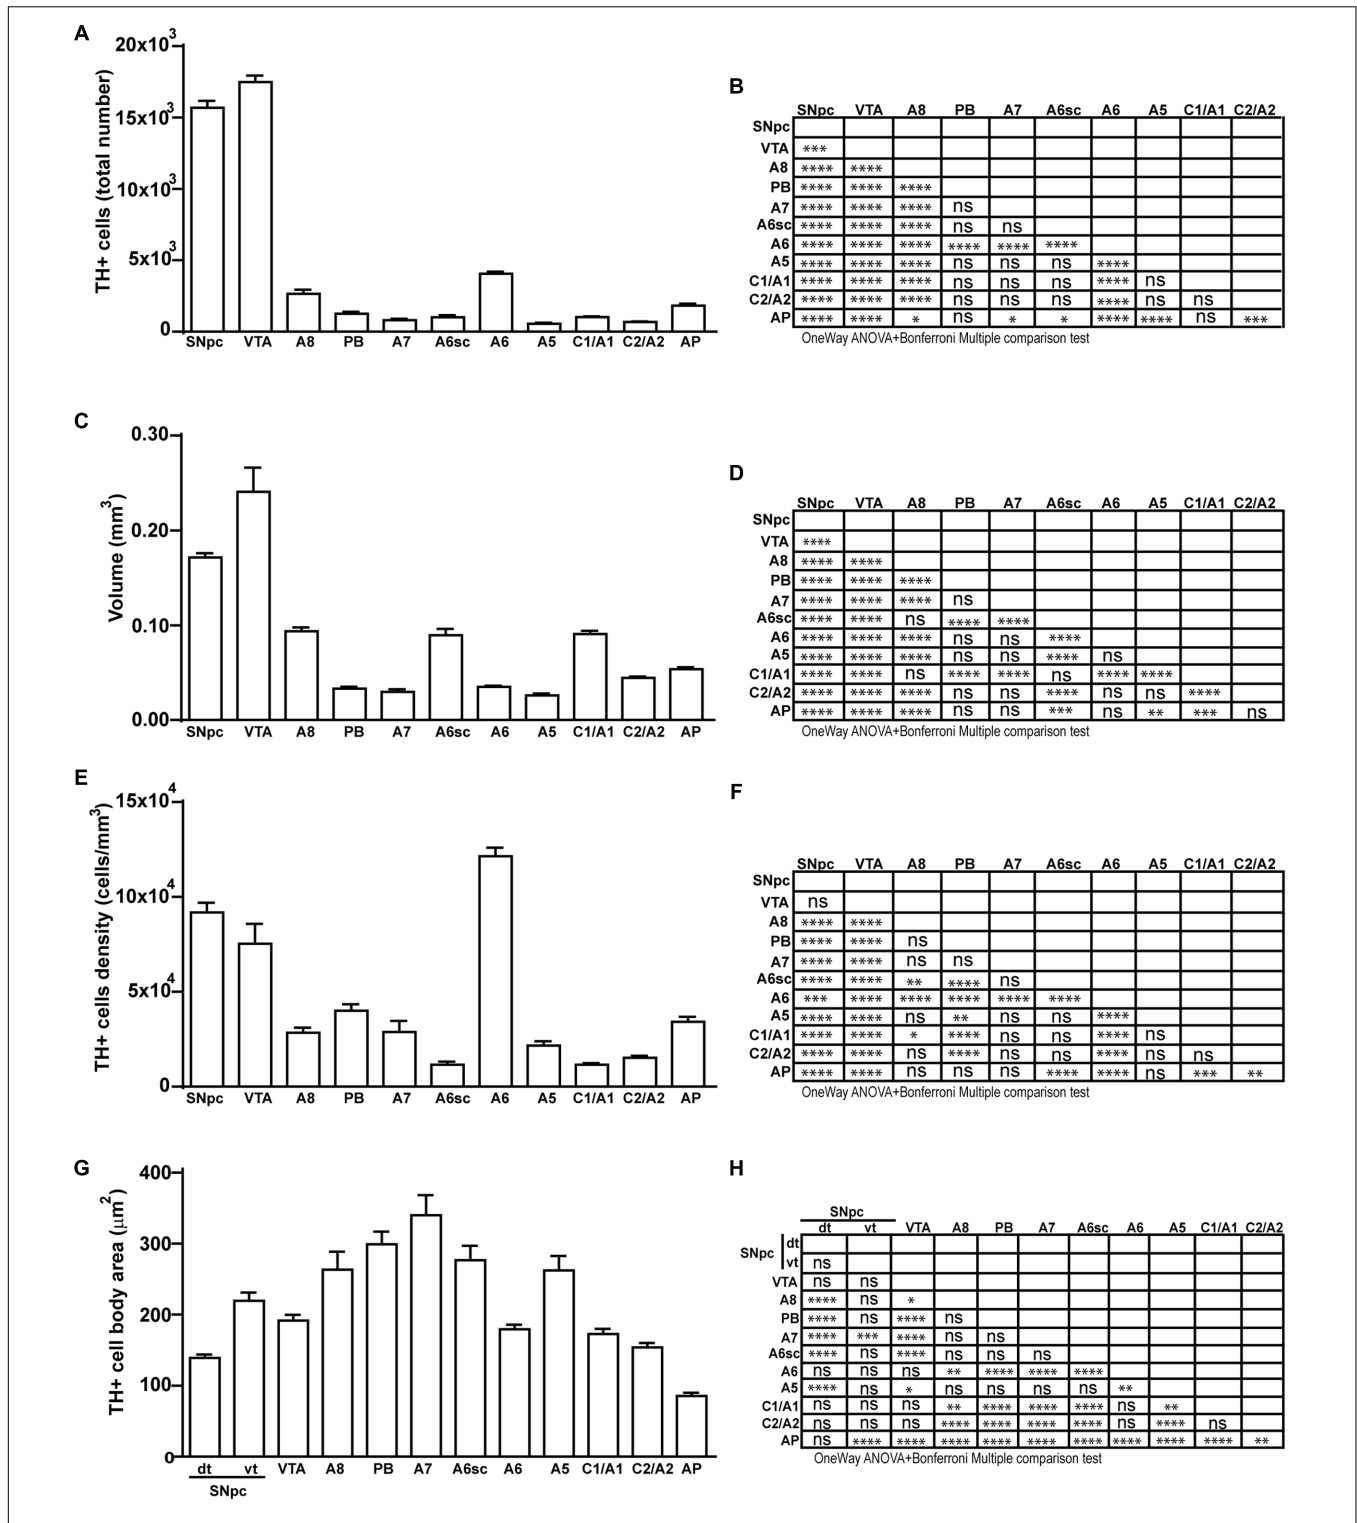 A
TH+ cells (total number)
20x10³
15x10³
10x10³
5x10³
0
SNpc VTA A8 PB A7 A6sc A6 A5 C1/A1 C2/A2 AP
B
SNpc VTA A8 PB A7 A6sc A6 A5 C1/A1 C2/A2
SNpc
VTA ***
A8 **** ****
PB **** **** ****
A7 **** **** **** ns
A6sc **** **** **** ns ns
A6 **** **** **** **** **** ****
A5 **** **** **** ns ns ns ****
C1/A1 **** **** **** ns ns ns **** ns
C2/A2 **** **** **** ns ns ns **** ns ns
AP **** **** * ns * * **** **** ns ***
OneWay ANOVA+Bonferroni Multiple comparison test
C
Volume (mm³)
0.30
0.20
0.10
0.00
SNpc VTA A8 PB A7 A6sc A6 A5 C1/A1 C2/A2 AP
D
SNpc VTA A8 PB A7 A6sc A6 A5 C1/A1 C2/A2
SNpc
VTA ****
A8 **** ****
PB **** **** ****
A7 **** **** **** ns
A6sc **** **** ns **** ****
A6 **** **** **** ns ns ****
A5 **** **** **** ns ns **** ns
C1/A1 **** **** ns **** **** ns **** ****
C2/A2 **** **** **** ns ns **** ns ns ****
AP **** **** **** ns ns *** ns ** *** ns
OneWay ANOVA+Bonferroni Multiple comparison test
E
TH+ cells density (cells/mm³)
15x10⁴
10x10⁴
5x10⁴
0
SNpc VTA A8 PB A7 A6sc A6 A5 C1/A1 C2/A2 AP
F
SNpc VTA A8 PB A7 A6sc A6 A5 C1/A1 C2/A2
SNpc
VTA ns
A8 **** ****
PB **** **** ns
A7 **** **** ns ns
A6sc **** **** ** **** ns
A6 *** **** **** **** **** ****
A5 **** **** ns ** ns ns ****
C1/A1 **** **** * **** ns ns **** ns
C2/A2 **** **** ns **** ns ns **** ns ns
AP **** **** ns ns ns **** **** ns *** **
OneWay ANOVA+Bonferroni Multiple comparison test
G
TH+ cell body area (µm²)
400
300
200
100
0
dt vt VTA A8 PB A7 A6sc A6 A5 C1/A1 C2/A2 AP
SNpc
H
SNpc
dt vt VTA A8 PB A7 A6sc A6 A5 C1/A1 C2/A2
SNpc
dt
vt ns
VTA ns ns
A8 **** ns *
PB **** ns **** ns
A7 **** *** **** ns ns
A6sc **** ns **** ns ns ns
A6 ns ns ns ** **** **** ****
A5 **** ns * ns ns ns ns **
C1/A1 ns ns ns ** **** **** **** ns **
C2/A2 ns ns ns **** **** **** **** ns **** ns
AP ns **** **** **** **** **** **** **** **** **** **
OneWay ANOVA+Bonferroni Multiple comparison test